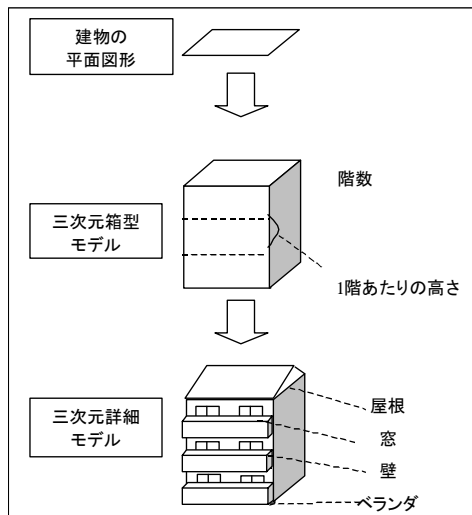 建物の
平面図形
階数
三次元箱型
モデル
1階あたりの高さ
三次元詳細
モデル
屋根
窓
壁
ベランダ